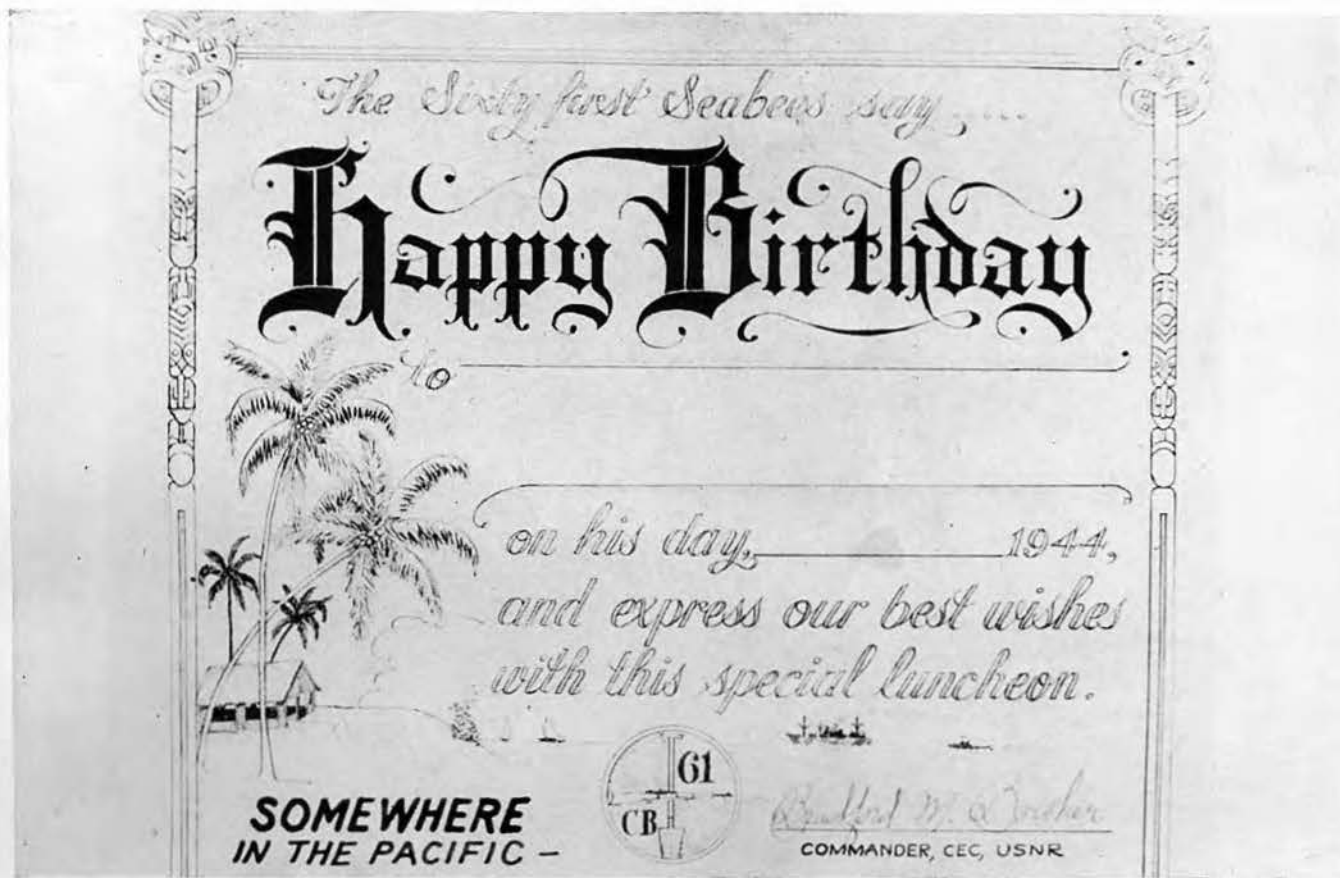 The Sixty first Seabees say.....
Happy Birthday
to
on his day, 1944,
and express our best wishes
with this special luncheon.
61
CB
SOMEWHERE
IN THE PACIFIC –
Bradford M.
COMMANDER, CEC, USNR